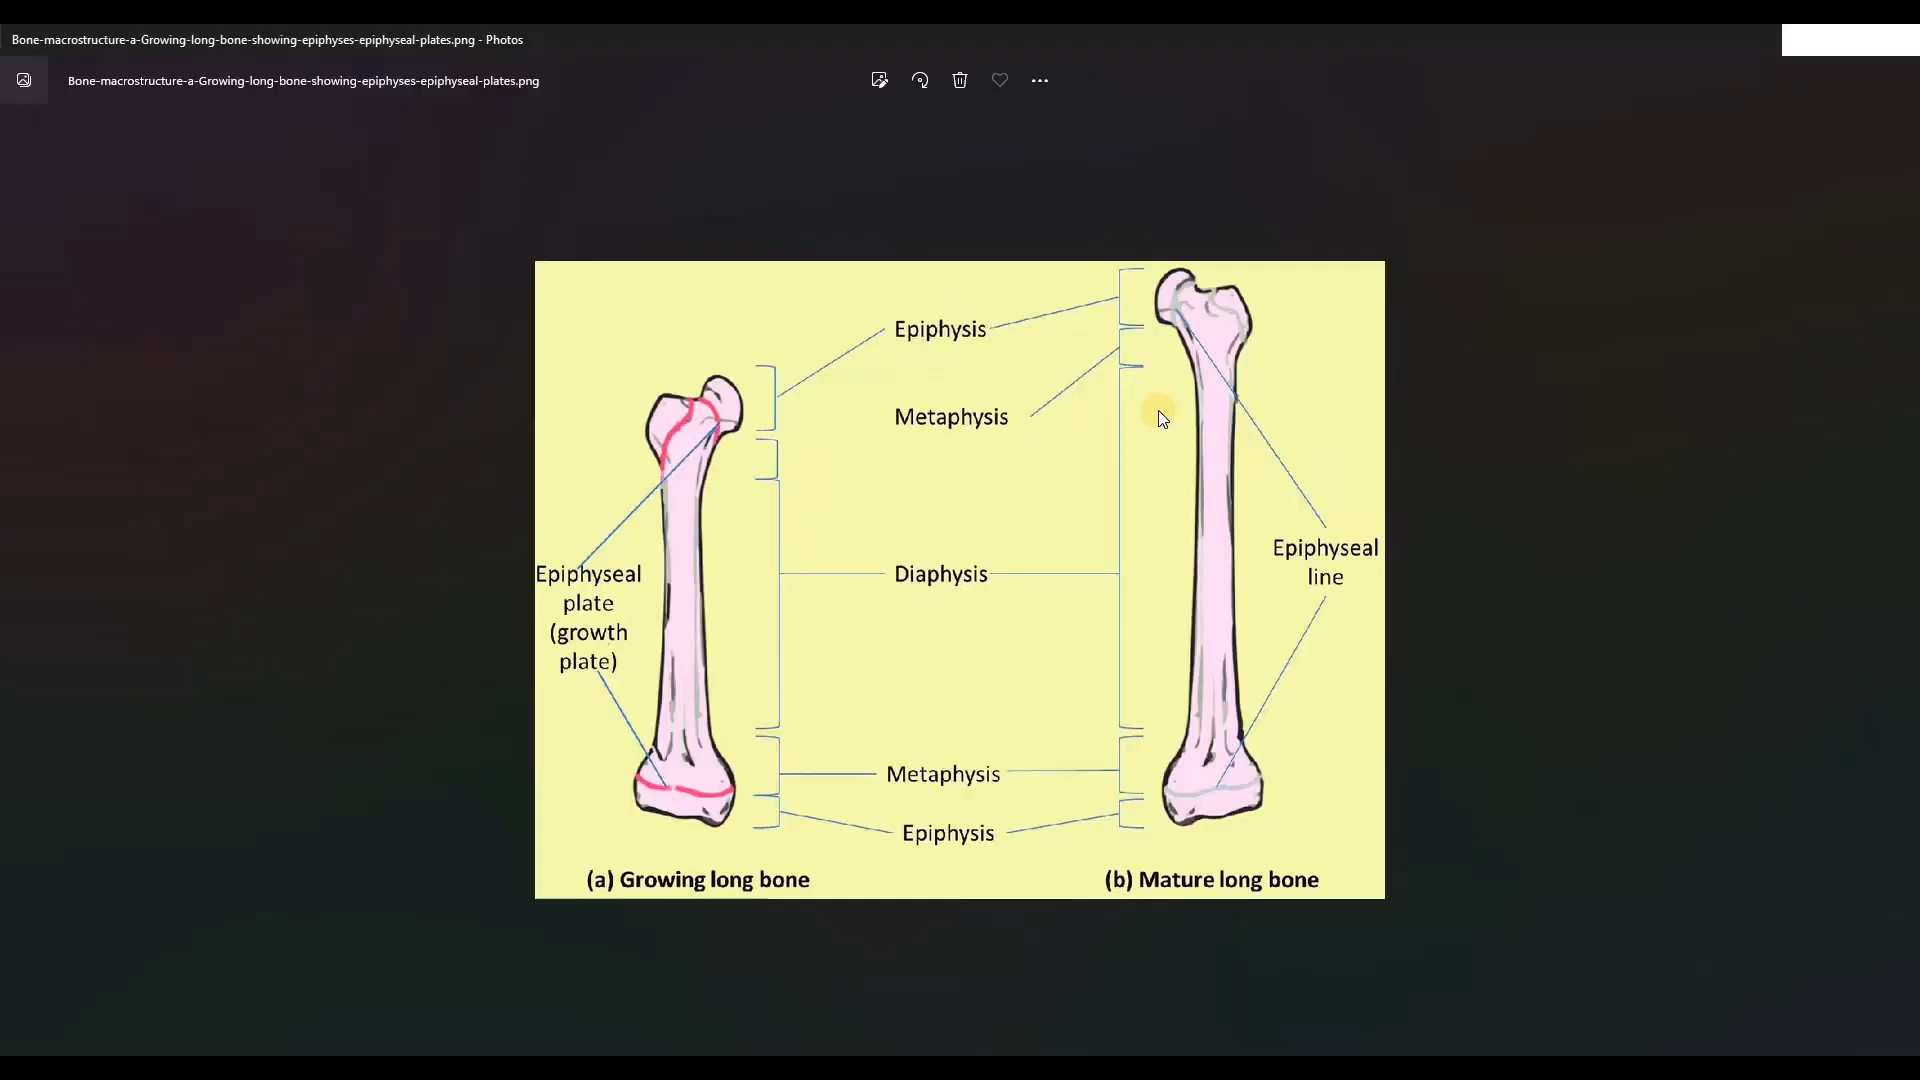 Bone-macrostructure-a-Growing-long-bone-showing-epiphyses-epiphyseal-plates.png - Photos
Bone-macrostructure-a-Growing-long-bone-showing-epiphyses-epiphyseal-plates.png
Epiphysis
Metaphysis
Epiphyseal
line
Diaphysis
Epiphyseal
plate
(growth
plate)
Metaphysis
Epiphysis
(a) Growing long bone
(b) Mature long bone